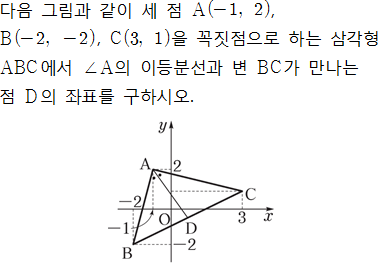 다음 그림과 같이 세 점 A(−1, 2),
B(−2, −2), C(3, 1)을 꼭짓점으로 하는 삼각형
ABC에서 ∠A의 이등분선과 변 BC가 만나는
점 D의 좌표를 구하시오.
y
A 2
C
−2
O 3 x
−1 D
B −2